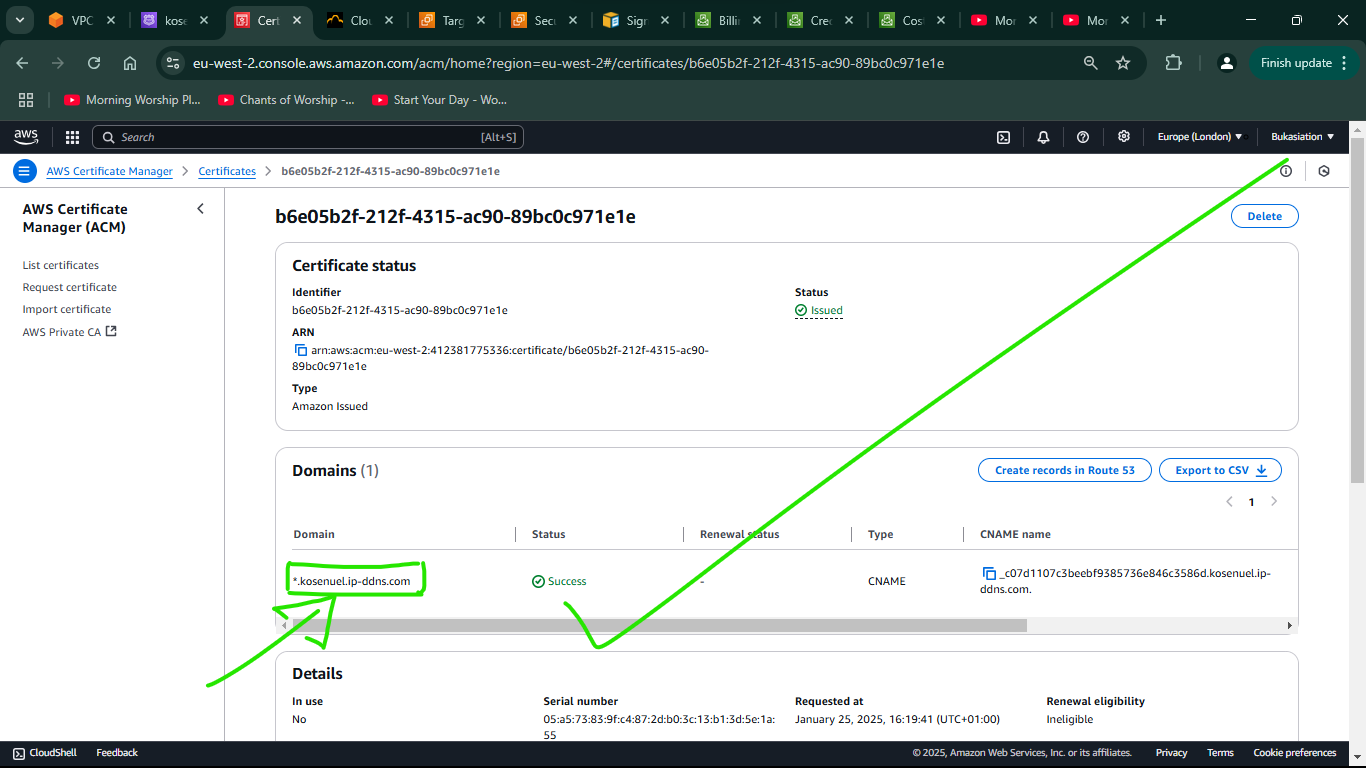 VPC
kose
Cert
Clou
Targ
Secu
Sign
Billin
Cred
Cost
Mor
Mor
eu-west-2.console.aws.amazon.com/acm/home?region=eu-west-2#/certificates/b6e05b2f-212f-4315-ac90-89bc0c971e1e
Finish update
Morning Worship Pl...
Chants of Worship -...
Start Your Day - Wo...
aws
Search
[Alt+S]
Europe (London)
Bukasiation
AWS Certificate Manager
Certificates
b6e05b2f-212f-4315-ac90-89bc0c971e1e
AWS Certificate
Manager (ACM)
List certificates
Request certificate
Import certificate
AWS Private CA
b6e05b2f-212f-4315-ac90-89bc0c971e1e
Delete
Certificate status
Identifier
b6e05b2f-212f-4315-ac90-89bc0c971e1e
Status
Issued
ARN
arn:aws:acm:eu-west-2:412381775336:certificate/b6e05b2f-212f-4315-ac90-
89bc0c971e1e
Type
Amazon Issued
Domains (1)
Create records in Route 53
Export to CSV
1
Domain
Status
Renewal status
Type
CNAME name
*.kosenuel.ip-ddns.com
Success
-
CNAME
_c07d1107c3beebf9385736e846c3586d.kosenuel.ip-
ddns.com.
Details
In use
No
Serial number
05:a5:73:83:9f:c4:87:2d:b0:3c:13:b1:3d:5e:1a:
55
Requested at
January 25, 2025, 16:19:41 (UTC+01:00)
Renewal eligibility
Ineligible
CloudShell
Feedback
© 2025, Amazon Web Services, Inc. or its affiliates.
Privacy
Terms
Cookie preferences